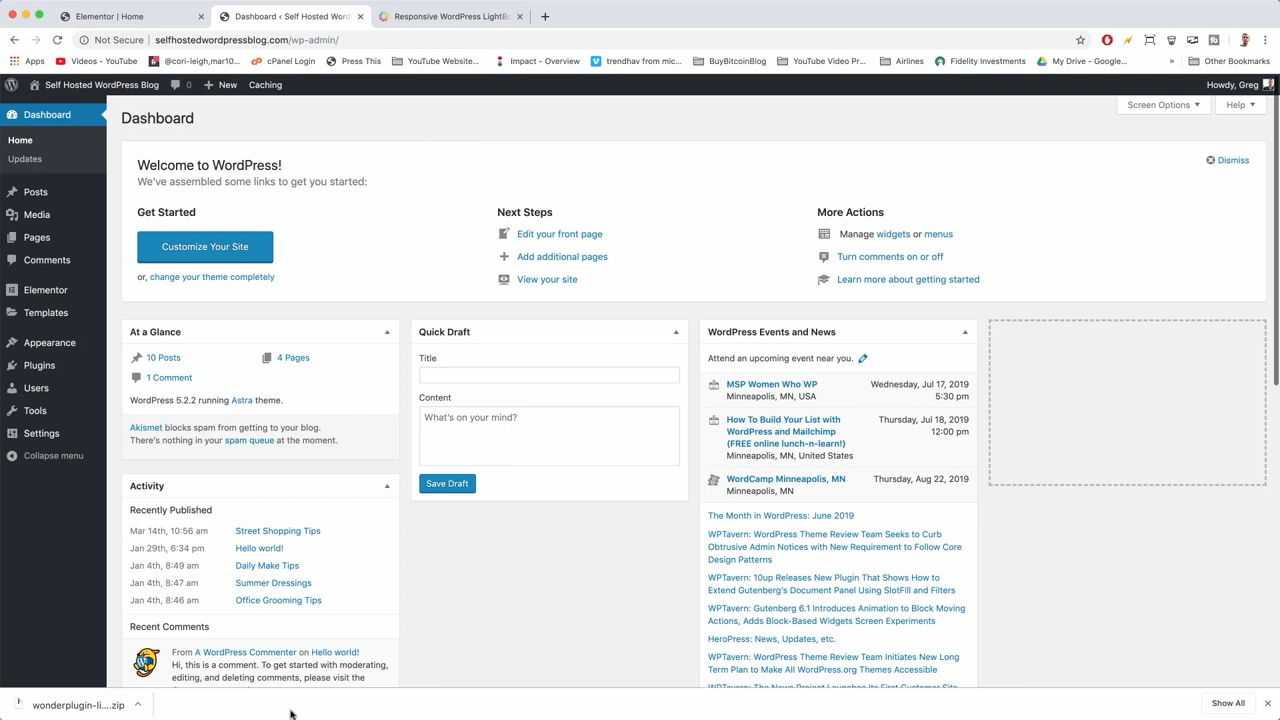 Elementor | Home
Dashboard ‹ Self Hosted Word
Responsive WordPress LightBo
Not Secure | selfhostedwordpressblog.com/wp-admin/
Apps
Videos - YouTube
@cori-leigh,mar10...
cPanel Login
Press This
YouTube Website...
Impact - Overview
trendhav from mic...
BuyBitcoinBlog
YouTube Video Pr...
Airlines
Fidelity Investments
My Drive - Google...
»
Other Bookmarks
Self Hosted WordPress Blog
0
New
Caching
Howdy, Greg
Dashboard
Home
Updates
Posts
Media
Pages
Comments
Elementor
Templates
Appearance
Plugins
Users
Tools
Settings
Collapse menu
Dashboard
Screen Options
Help
Welcome to WordPress!
We've assembled some links to get you started:
Dismiss
Get Started
Customize Your Site
or, change your theme completely
Next Steps
Edit your front page
Add additional pages
View your site
More Actions
Manage widgets or menus
Turn comments on or off
Learn more about getting started
At a Glance
10 Posts
4 Pages
1 Comment
WordPress 5.2.2 running Astra theme.
Akismet blocks spam from getting to your blog.
There's nothing in your spam queue at the moment.
Activity
Recently Published
Mar 14th, 10:56 am Street Shopping Tips
Jan 29th, 6:34 pm Hello world!
Jan 4th, 8:49 am Daily Make Tips
Jan 4th, 8:47 am Summer Dressings
Jan 4th, 8:46 am Office Grooming Tips
Recent Comments
From A WordPress Commenter on Hello world!
Hi, this is a comment. To get started with moderating,
editing, and deleting comments, please visit the
Quick Draft
Title
Content
What's on your mind?
Save Draft
WordPress Events and News
Attend an upcoming event near you.
MSP Women Who WP
Minneapolis, MN, USA
Wednesday, Jul 17, 2019
5:30 pm
How To Build Your List with
WordPress and Mailchimp
(FREE online lunch-n-learn!)
Minneapolis, MN, United States
Thursday, Jul 18, 2019
12:00 pm
WordCamp Minneapolis, MN
Minneapolis, MN
Thursday, Aug 22, 2019
The Month in WordPress: June 2019
WPTavern: WordPress Theme Review Team Seeks to Curb
Obtrusive Admin Notices with New Requirement to Follow Core
Design Patterns
WPTavern: 10up Releases New Plugin That Shows How to
Extend Gutenberg's Document Panel Using SlotFill and Filters
WPTavern: Gutenberg 6.1 Introduces Animation to Block Moving
Actions, Adds Block-Based Widgets Screen Experiments
HeroPress: News, Updates, etc.
WPTavern: WordPress Theme Review Team Initiates New Long
Term Plan to Make All WordPress.org Themes Accessible
wonderplugin-li....zip
Show All